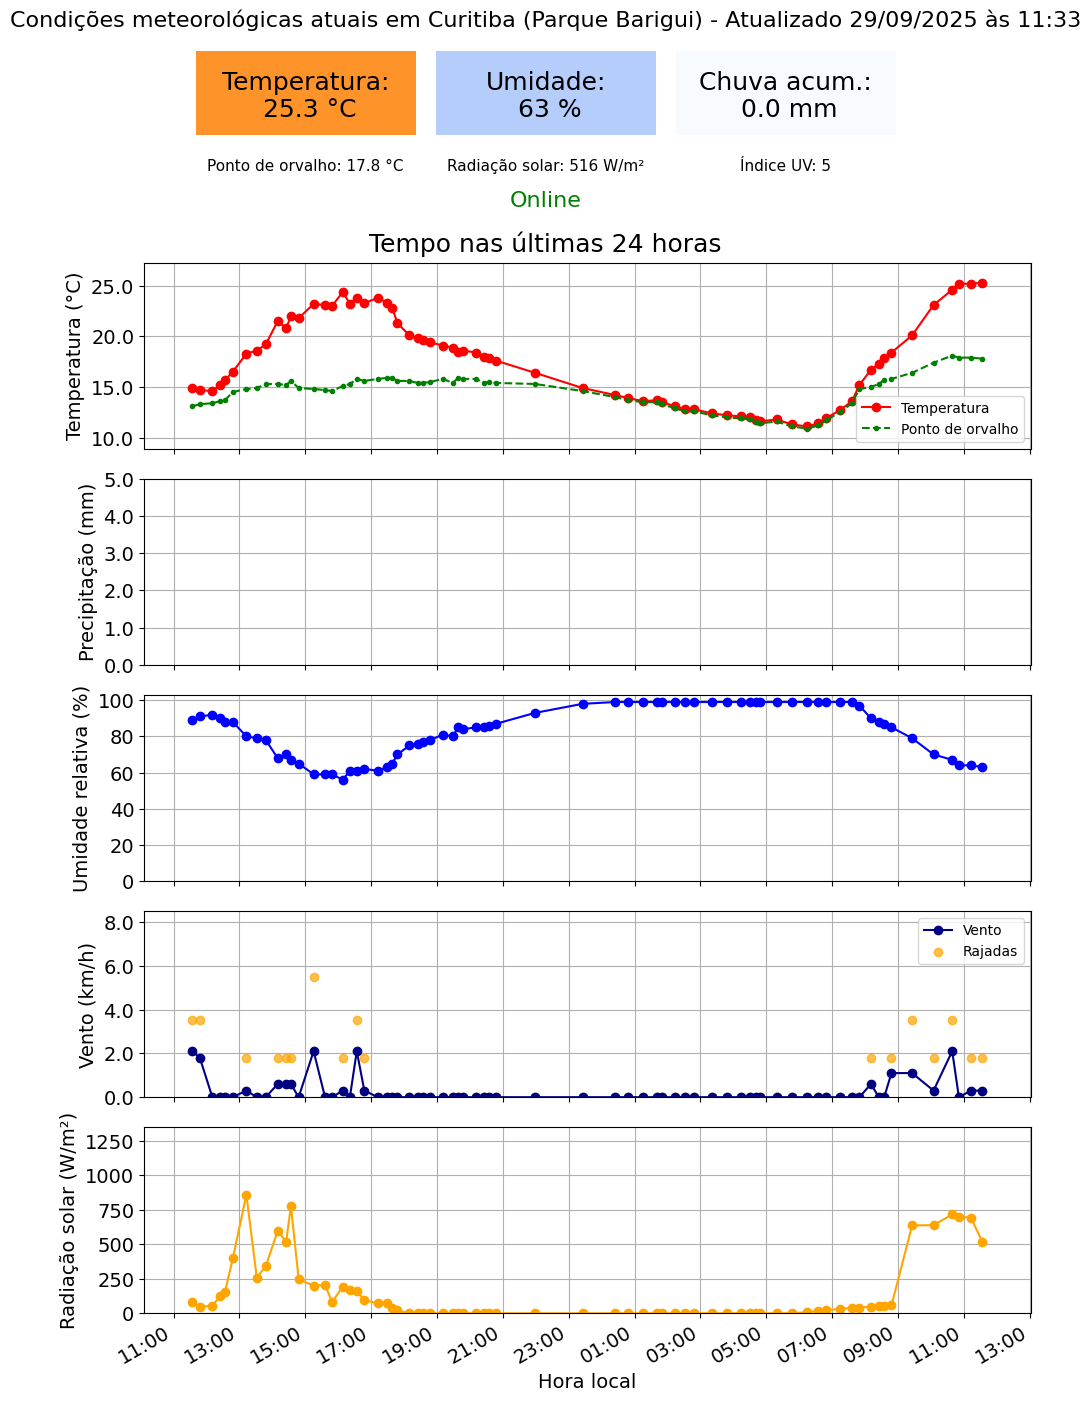 Condições meteorológicas atuais em Curitiba (Parque Barigui) - Atualizado 29/09/2025 às 11:33
Temperatura:
25.3 °C
Umidade:
63 %
Chuva acum.:
0.0 mm
Ponto de orvalho: 17.8 °C
Radiação solar: 516 W/m²
Índice UV: 5
Online
Tempo nas últimas 24 horas
Temperatura (°C)
25.0
20.0
15.0
10.0
Temperatura
Ponto de orvalho
Precipitação (mm)
5.0
4.0
3.0
2.0
1.0
0.0
Umidade relativa (%)
100
80
60
40
20
0
Vento (km/h)
8.0
6.0
4.0
2.0
0.0
Vento
Rajadas
Radiação solar (W/m²)
1250
1000
750
500
250
0
11:00
13:00
15:00
17:00
19:00
21:00
23:00
01:00
03:00
05:00
07:00
09:00
11:00
13:00
Hora local